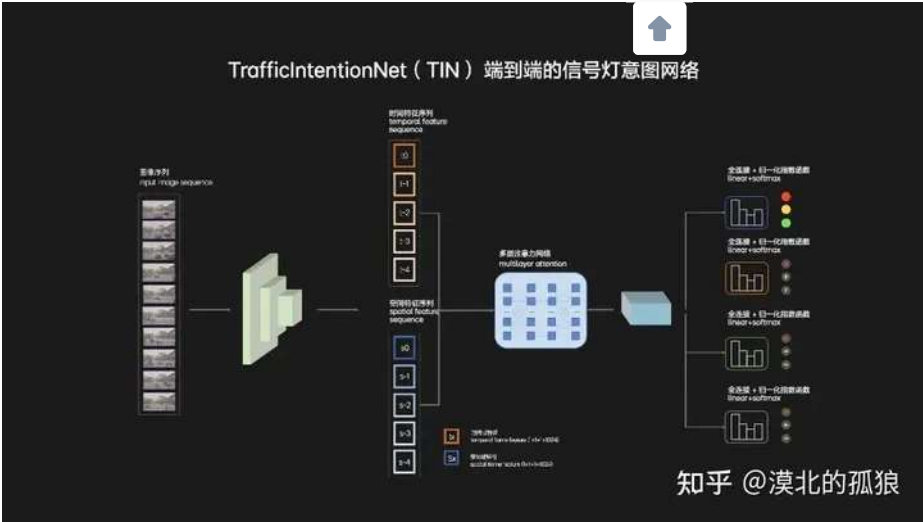 TrafficIntentionNet（TIN） 端到端的信号灯意图网络
时间特征序列
temporal feature
sequence
t0
t-1
t-2
t-3
t-4
图像序列
input image sequence
多层注意力网络
multilayer attention
空间特征序列
spatial feature
sequence
s0
s-1
s-2
s-3
s-4
全连接 + 归一化指数函数
linear+softmax
全连接 + 归一化指数函数
linear+softmax
全连接 + 归一化指数函数
linear+softmax
全连接 + 归一化指数函数
linear+softmax
知乎 @漠北的孤狼